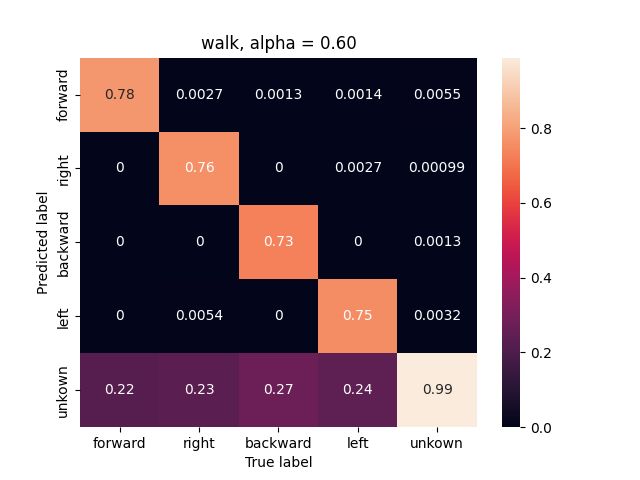 walk, alpha = 0.60
forward 0.78 0.0027 0.0013 0.0014 0.0055
right 0 0.76 0 0.0027 0.00099
backward 0 0 0.73 0 0.0013
left 0 0.0054 0 0.75 0.0032
unkown 0.22 0.23 0.27 0.24 0.99
forward right backward left unkown
True label
Predicted label
0.8
0.6
0.4
0.2
0.0